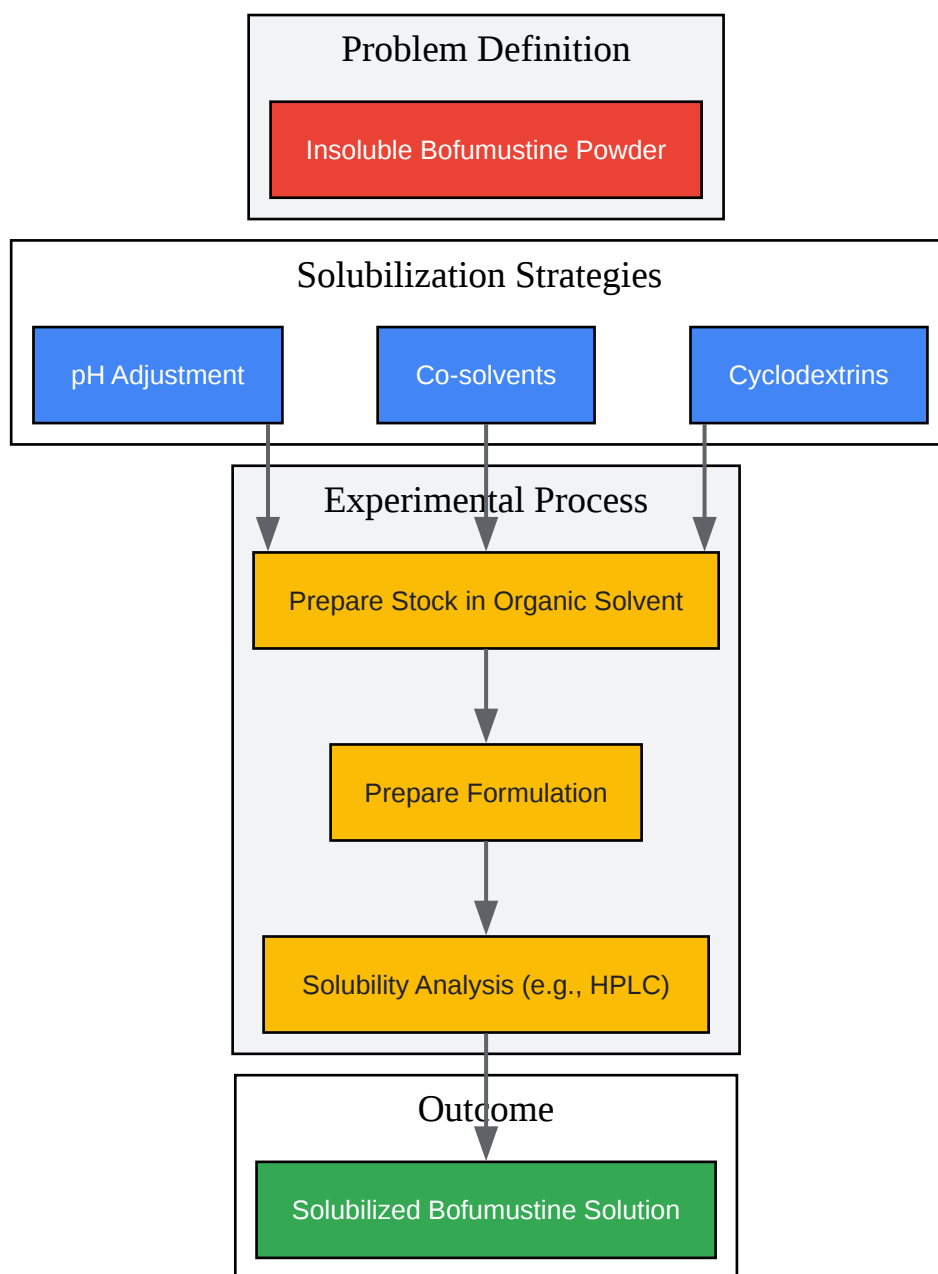 Problem Definition
Insoluble Bofumustine Powder
Solubilization Strategies
pH Adjustment
Co-solvents
Cyclodextrins
Experimental Process
Prepare Stock in Organic Solvent
Prepare Formulation
Solubility Analysis (e.g., HPLC)
Outcome
Solubilized Bofumustine Solution